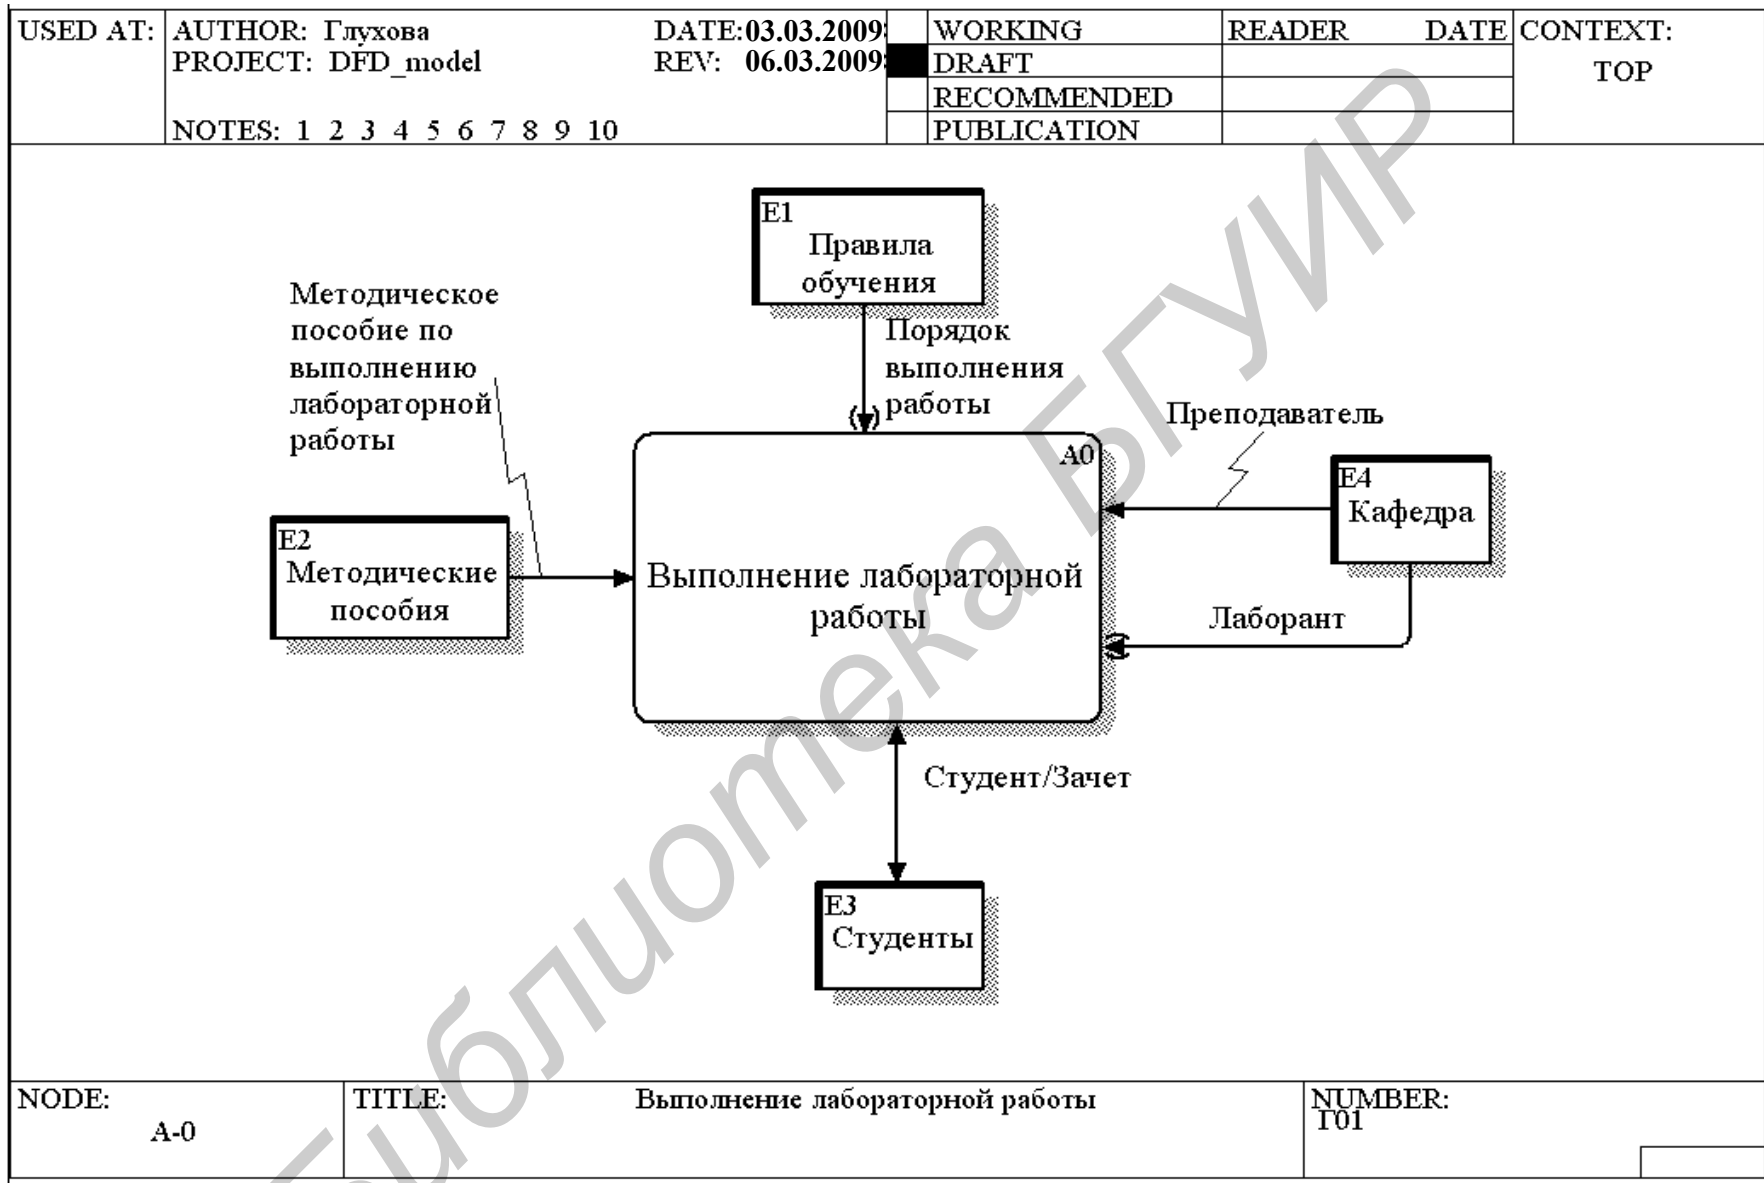 USED AT:
AUTHOR: Глухова
DATE: 03.03.2009
PROJECT: DFD_model
REV: 06.03.2009
NOTES: 1 2 3 4 5 6 7 8 9 10
WORKING
DRAFT
RECOMMENDED
PUBLICATION
READER DATE
CONTEXT:
TOP
E1
Правила
обучения
Методическое
пособие по
выполнению
лабораторной
работы
Порядок
выполнения
работы
Преподаватель
A0
E4
Кафедра
E2
Методические
пособия
Выполнение лабораторной
работы
Лаборант
Студент/Зачет
E3
Студенты
NODE:
A-0
TITLE:
Выполнение лабораторной работы
NUMBER:
Г01
Библиотека БГУИР